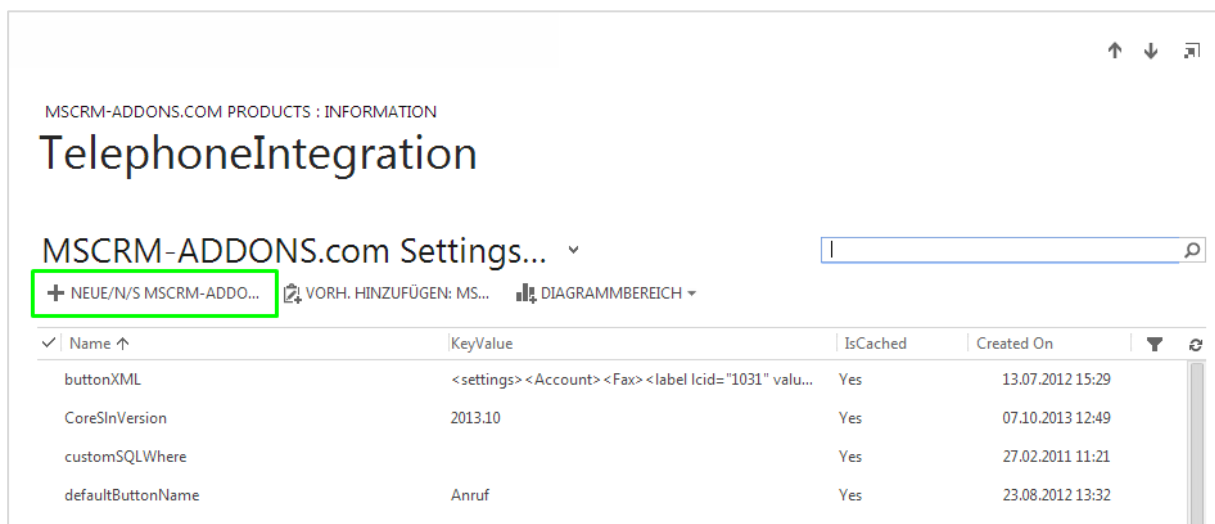 MSCRM-ADDONS.COM PRODUCTS : INFORMATION
TelephoneIntegration
MSCRM-ADDONS.com Settings...
NEUE/N/S MSCRM-ADDO... VORH. HINZUFÜGEN: MS... DIAGRAMMBEREICH
Name KeyValue IsCached Created On
buttonXML <settings><Account><Fax><label lcid="1031" valu... Yes 13.07.2012 15:29
CoreSInVersion 2013.10 Yes 07.10.2013 12:49
customSQLWhere Yes 27.02.2011 11:21
defaultButtonName Anruf Yes 23.08.2012 13:32